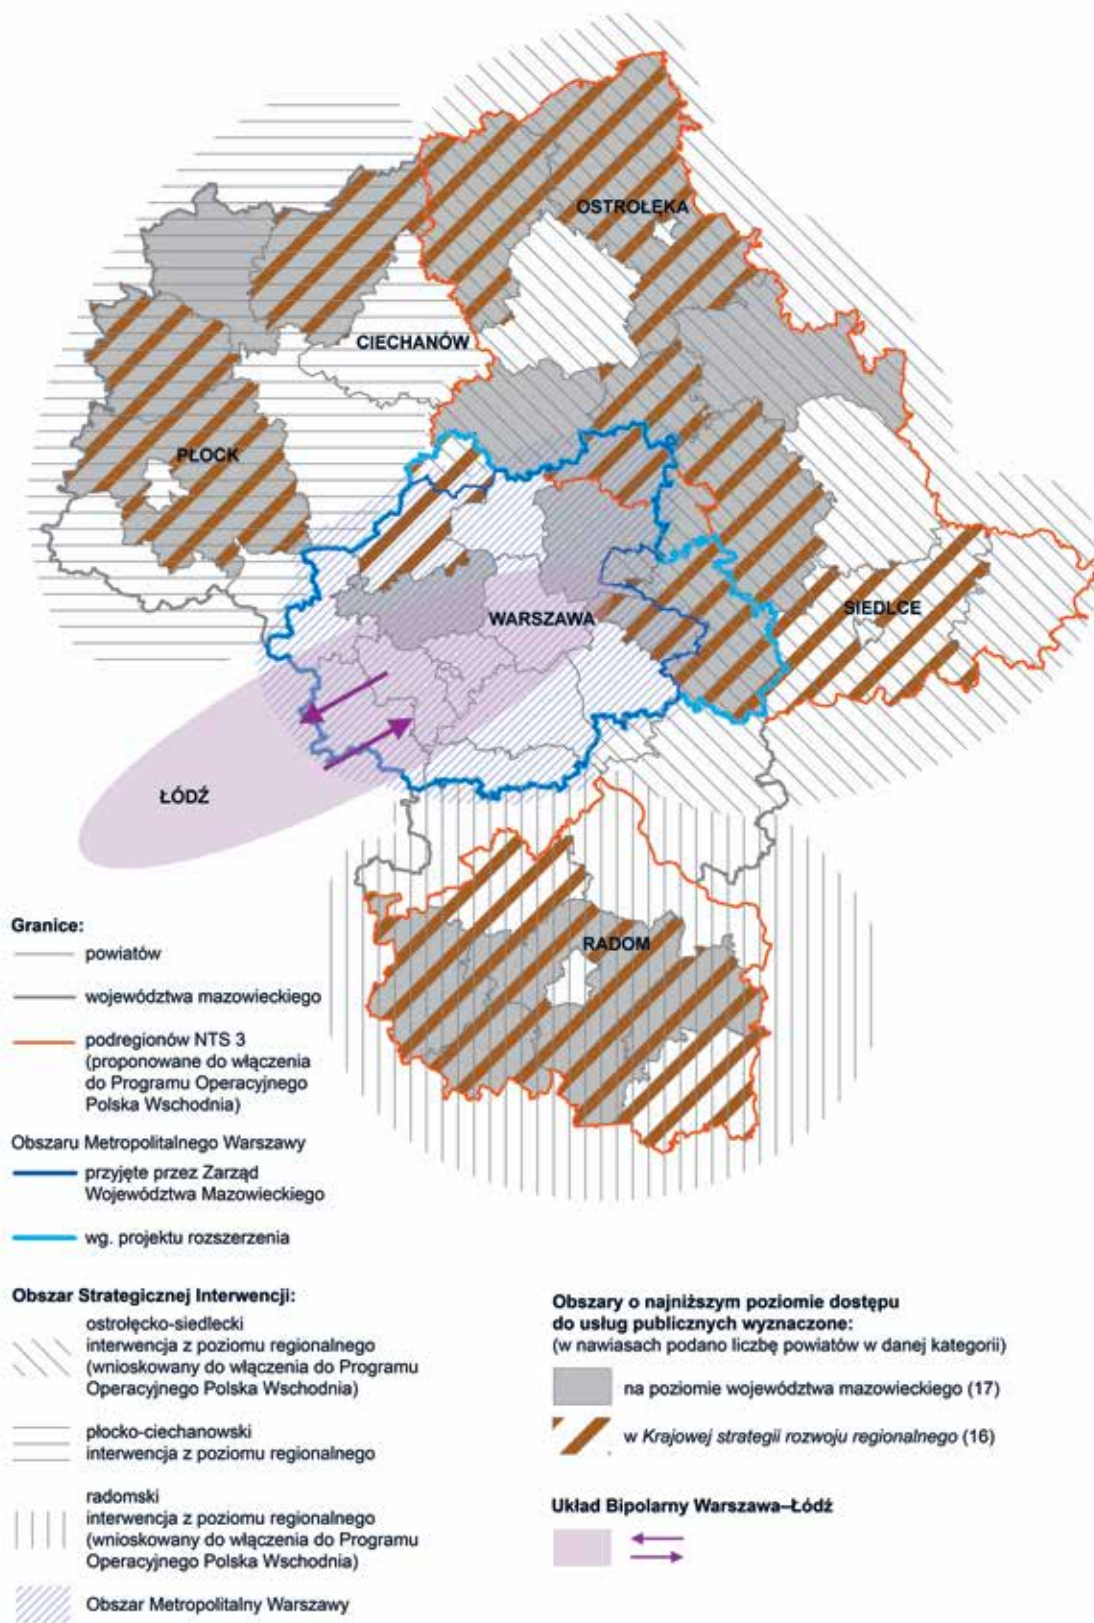 OSTROŁĘKA
CIECHANÓW
PŁOCK
WARSZAWA
SIEDLCE
ŁÓDŹ
RADOM
Granice:
powiatów
województwa mazowieckiego
podregionów NTS 3
(proponowane do włączenia
do Programu Operacyjnego
Polska Wschodnia)
Obszaru Metropolitalnego Warszawy
przyjęte przez Zarząd
Województwa Mazowieckiego
wg. projektu rozszerzenia
Obszar Strategicznej Interwencji:
ostrołęcko-siedlecki
interwencja z poziomu regionalnego
(wnioskowany do włączenia do Programu
Operacyjnego Polska Wschodnia)
płocko-ciechanowski
interwencja z poziomu regionalnego
radomski
interwencja z poziomu regionalnego
(wnioskowany do włączenia do Programu
Operacyjnego Polska Wschodnia)
Obszar Metropolitalny Warszawy
Obszary o najniższym poziomie dostępu
do usług publicznych wyznaczone:
(w nawiasach podano liczbę powiatów w danej kategorii)
na poziomie województwa mazowieckiego (17)
w Krajowej strategii rozwoju regionalnego (16)
Układ Bipolarny Warszawa–Łódź